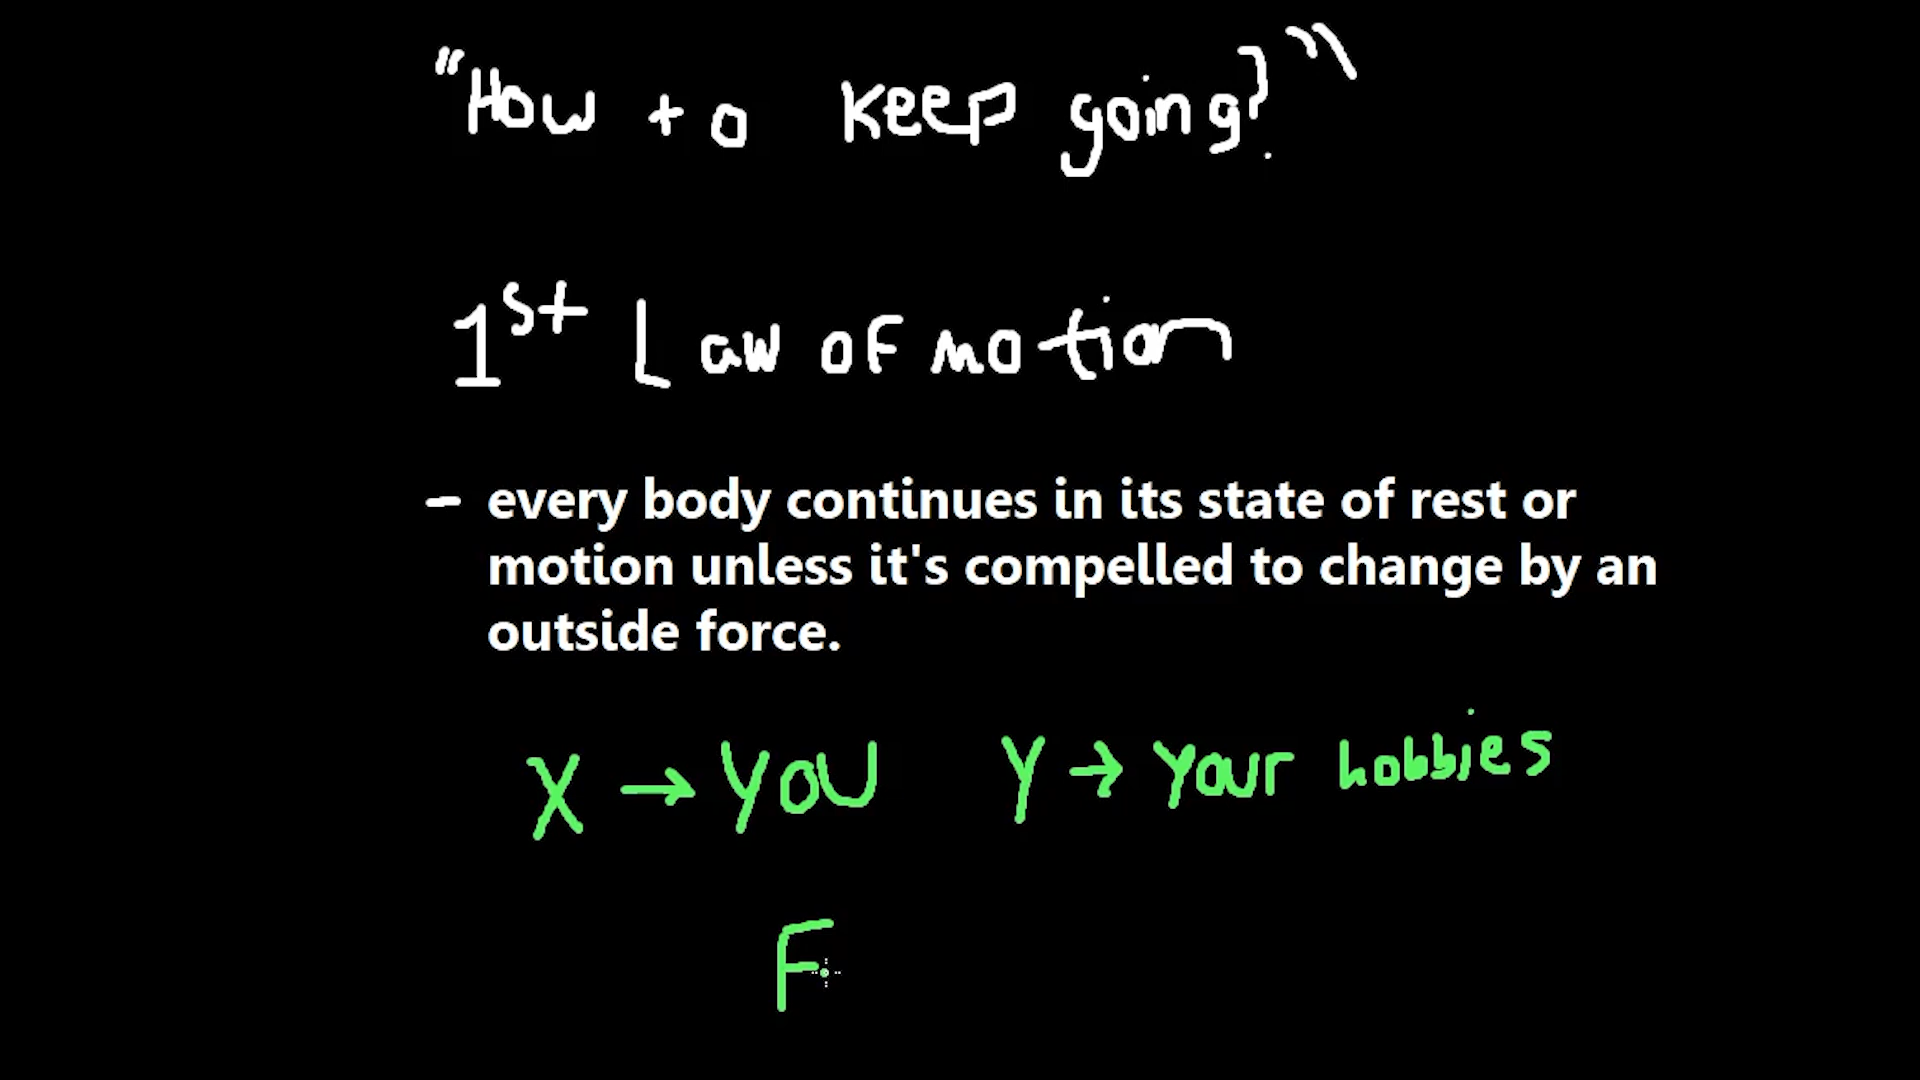 "How to keep going?"
1st Law of motion
- every body continues in its state of rest or
motion unless it's compelled to change by an
outside force.
X → YOU Y → Your hobbies
F